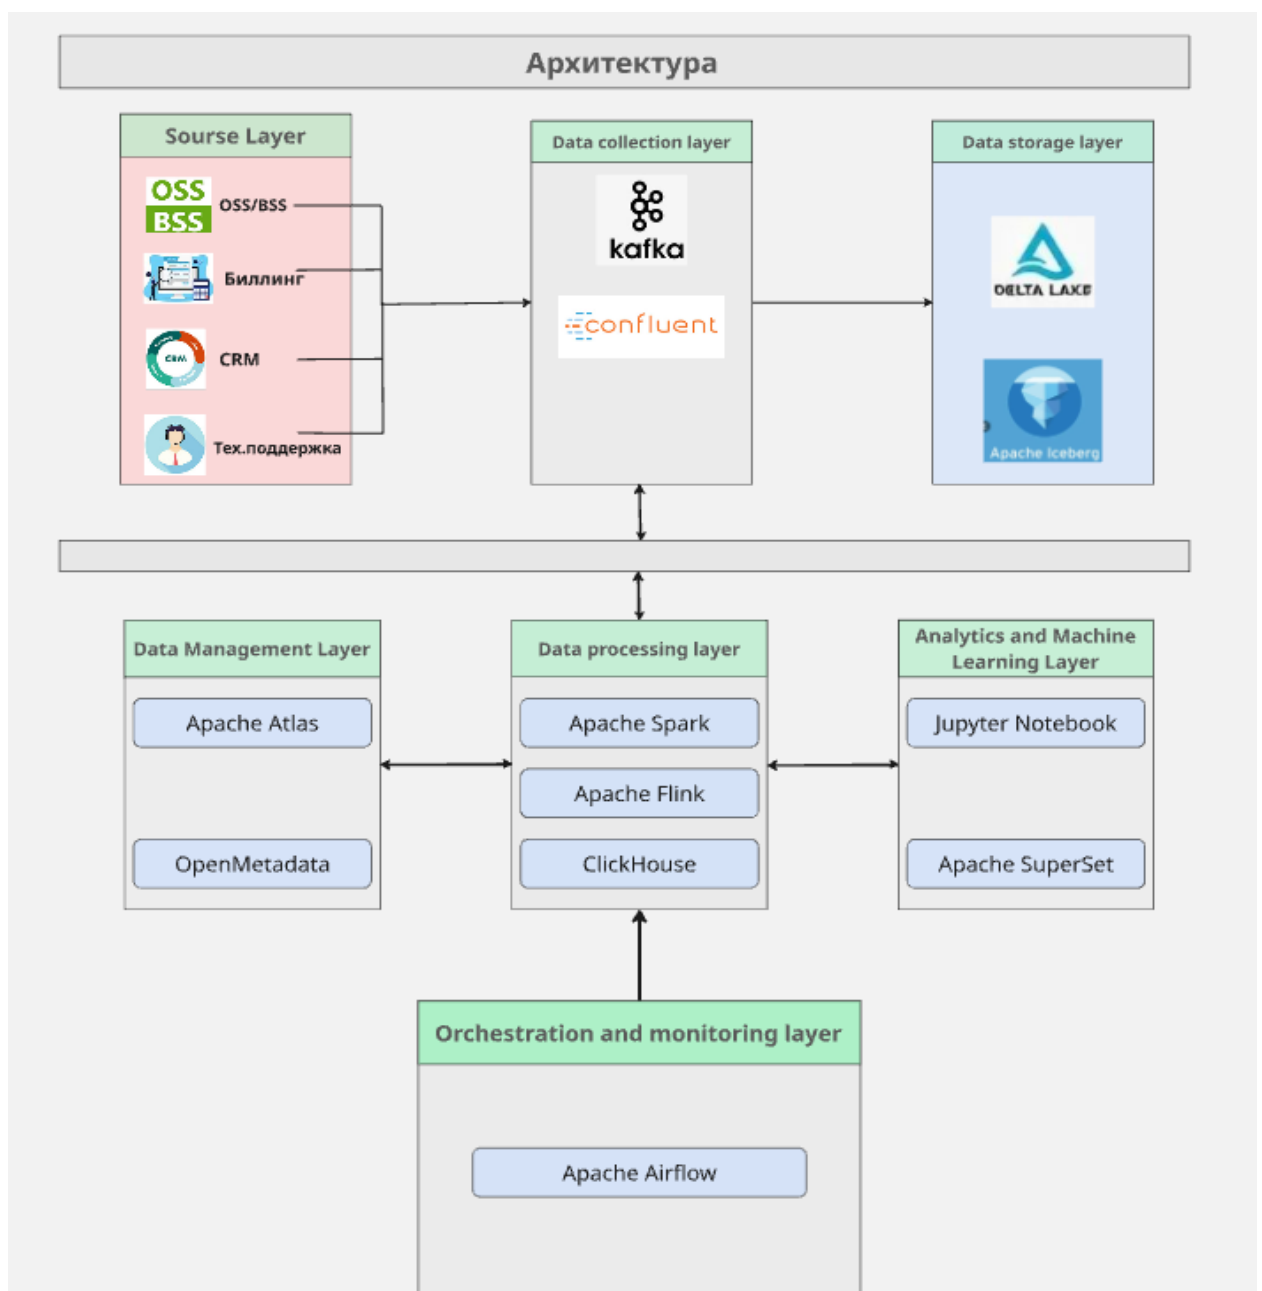 Архитектура
Sourse Layer
OSS
BSS
OSS/BSS
Биллинг
CRM
CRM
Тех.поддержка
Data collection layer
kafka
confluent
Data storage layer
DELTA LAKE
Apache Iceberg
Data Management Layer
Apache Atlas
OpenMetadata
Data processing layer
Apache Spark
Apache Flink
ClickHouse
Analytics and Machine
Learning Layer
Jupyter Notebook
Apache SuperSet
Orchestration and monitoring layer
Apache Airflow